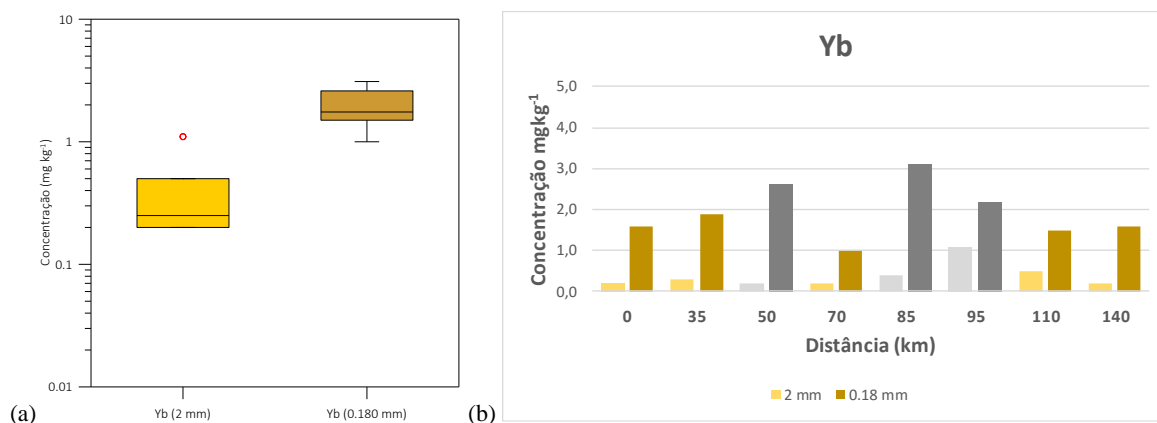 10
1
0.1
0.01
Concentração (mg kg-1)
Yb (2 mm)
Yb (0.180 mm)
(a)
Yb
5,0
4,0
3,0
2,0
1,0
0,0
Concentração mgkg-1
0 35 50 70 85 95 110 140
Distância (km)
2 mm 0.18 mm
(b)